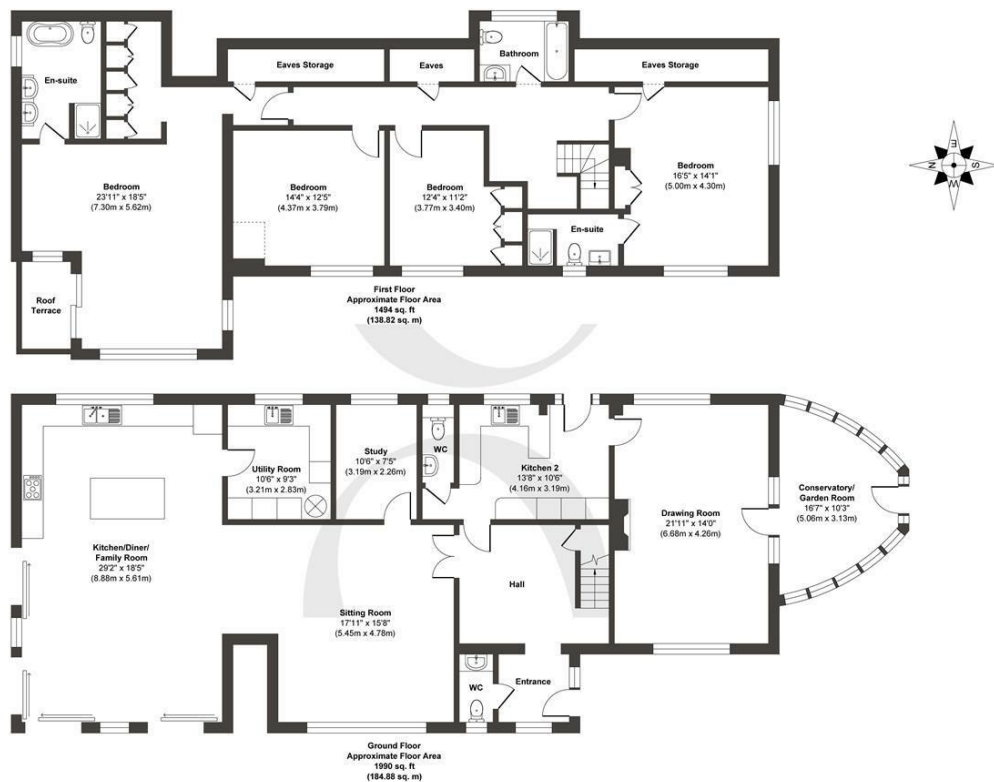 En-suite
Eaves Storage
Eaves
Bathroom
Eaves Storage
Bedroom
23'11" x 18'5"
(7.30m x 5.62m)
Bedroom
14'4" x 12'5"
(4.37m x 3.79m)
Bedroom
12'4" x 11'2"
(3.77m x 3.40m)
Bedroom
16'5" x 14'1"
(5.00m x 4.30m)
En-suite
Roof
Terrace
First Floor
Approximate Floor Area
1494 sq. ft
(138.82 sq. m)
E
N
S
W
Utility Room
10'6" x 9'3"
(3.21m x 2.83m)
Study
10'6" x 7'5"
(3.19m x 2.26m)
WC
Kitchen 2
13'8" x 10'6"
(4.16m x 3.19m)
Kitchen/Diner/
Family Room
29'2" x 18'5"
(8.88m x 5.61m)
Sitting Room
17'11" x 15'8"
(5.45m x 4.78m)
Hall
Drawing Room
21'11" x 14'0"
(6.68m x 4.26m)
Conservatory/
Garden Room
16'7" x 10'3"
(5.06m x 3.13m)
WC
Entrance
Ground Floor
Approximate Floor Area
1990 sq. ft
(184.88 sq. m)